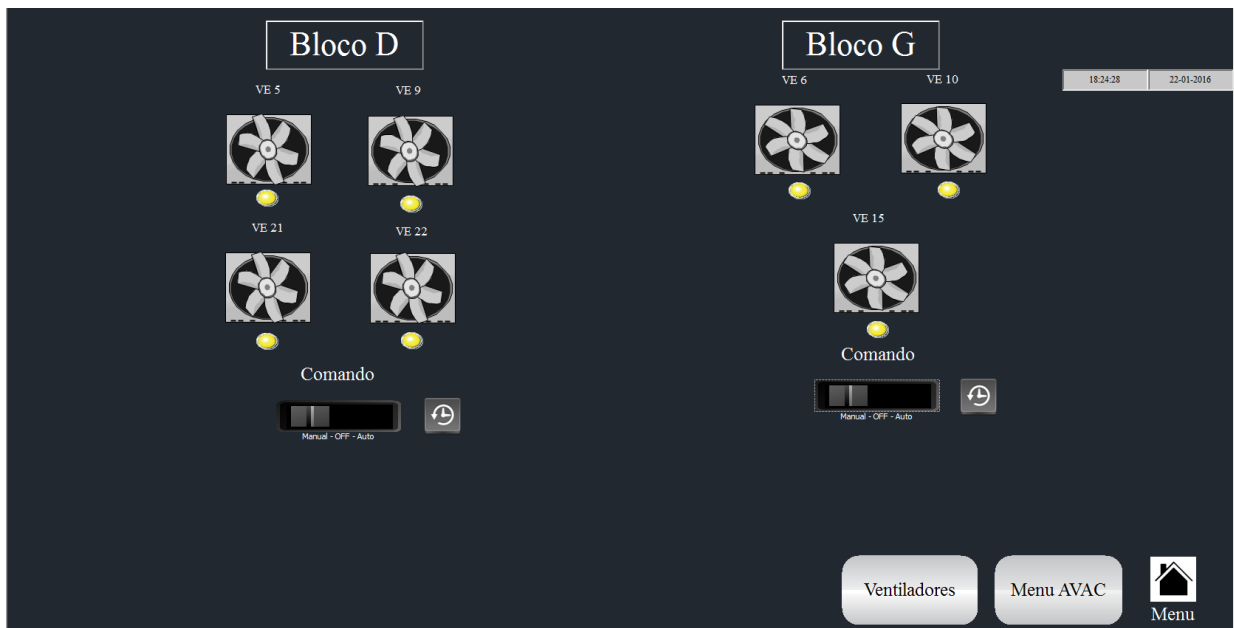 Bloco D
VE 5
VE 9
VE 21
VE 22
Comando
Manual - OFF - Auto
Bloco G
VE 6
VE 10
VE 15
Comando
Manual - OFF - Auto
18:24:28
22-01-2016
Ventiladores
Menu AVAC
Menu